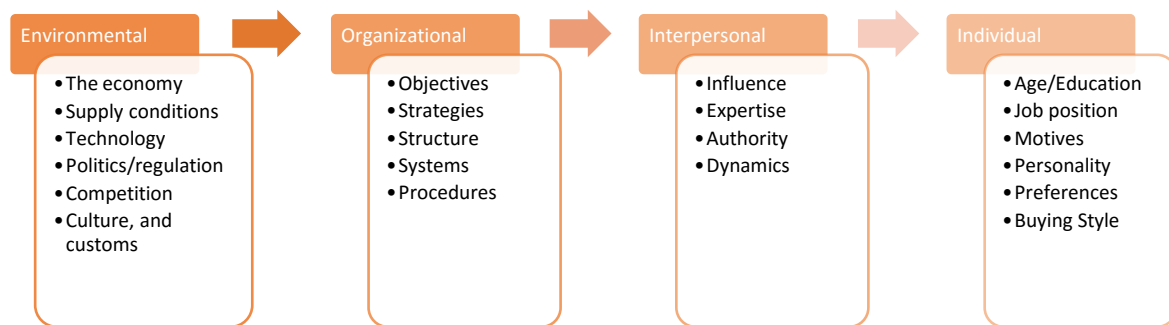 Environmental
•The economy
•Supply conditions
•Technology
•Politics/regulation
•Competition
•Culture, and
customs
Organizational
•Objectives
•Strategies
•Structure
•Systems
•Procedures
Interpersonal
•Influence
•Expertise
•Authority
•Dynamics
Individual
•Age/Education
•Job position
•Motives
•Personality
•Preferences
•Buying Style